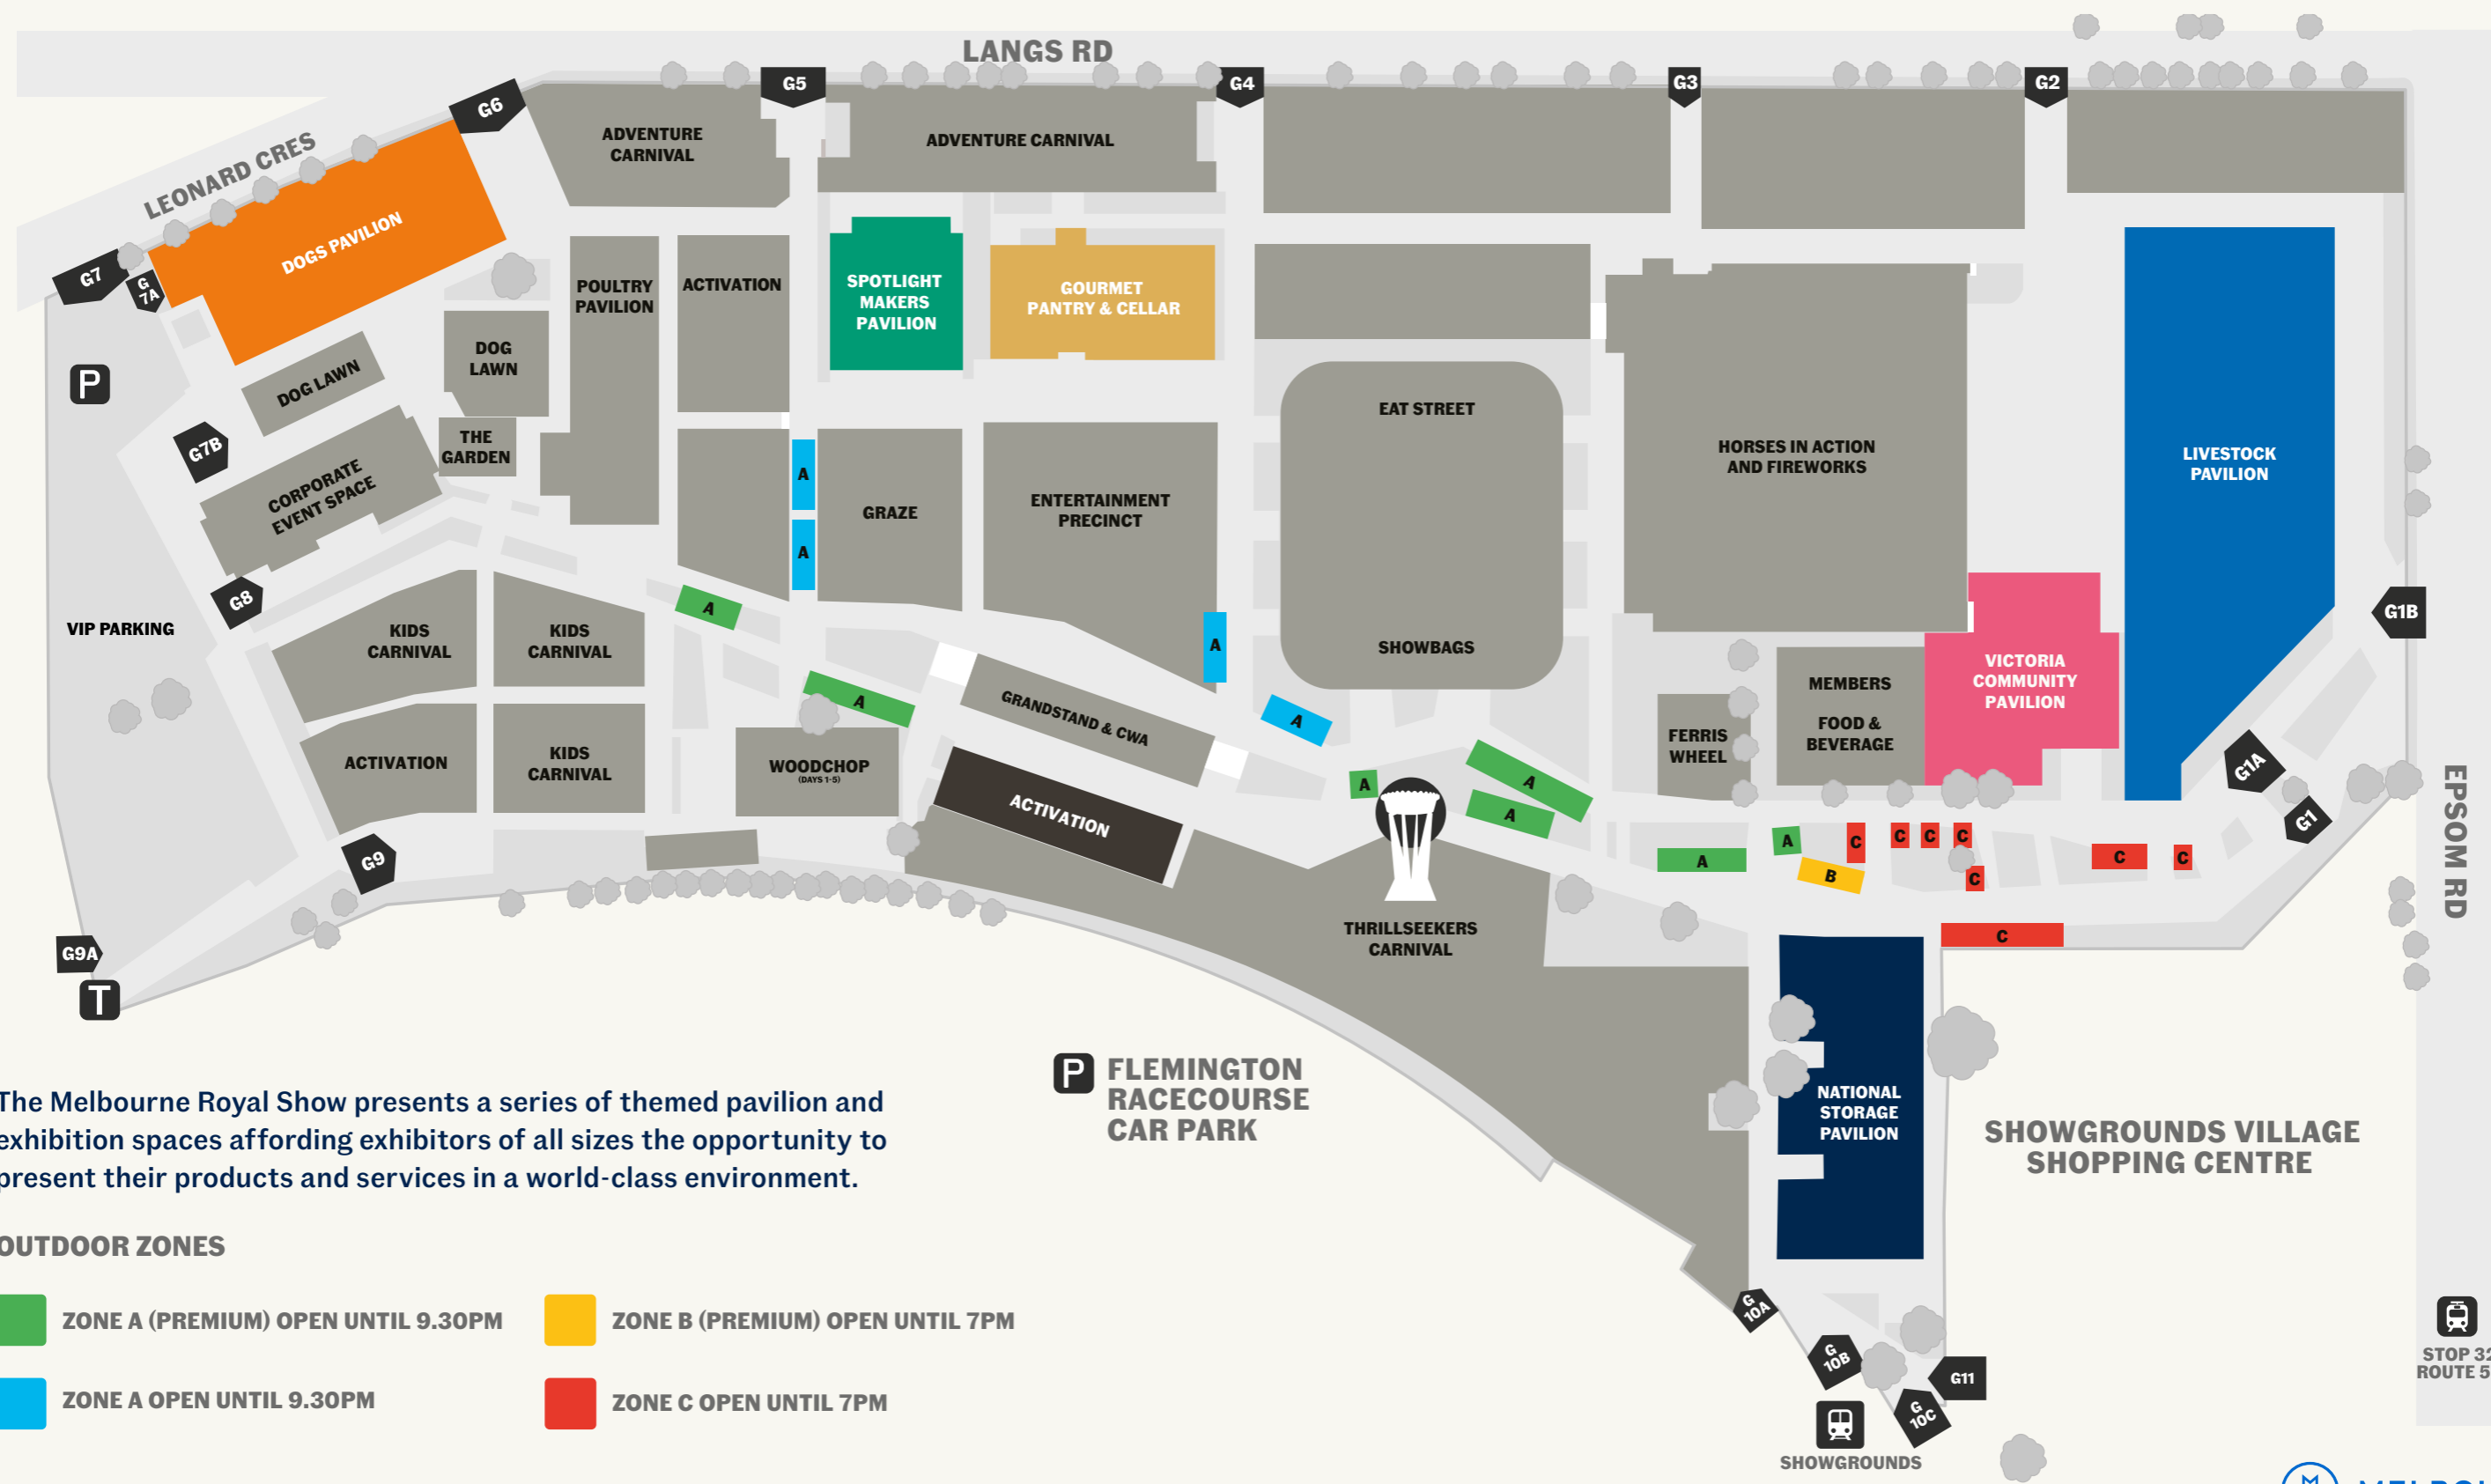 LANGS RD
G6
G5
G4
G3
G2
LEONARD CRES
ADVENTURE
CARNIVAL
ADVENTURE CARNIVAL
DOGS PAVILION
G7
G
7A
POULTRY
PAVILION
ACTIVATION
SPOTLIGHT
MAKERS
PAVILION
GOURMET
PANTRY & CELLAR
P
DOG LAWN
DOG
LAWN
EAT STREET
G7B
THE
GARDEN
CORPORATE
EVENT SPACE
A
A
GRAZE
ENTERTAINMENT
PRECINCT
HORSES IN ACTION
AND FIREWORKS
LIVESTOCK
PAVILION
G8
A
G1B
VIP PARKING
KIDS
CARNIVAL
KIDS
CARNIVAL
A
SHOWBAGS
MEMBERS
FOOD &
BEVERAGE
VICTORIA
COMMUNITY
PAVILION
A
GRANDSTAND & CWA
A
FERRIS
WHEEL
ACTIVATION
KIDS
CARNIVAL
WOODCHOP
(DAYS 1-5)
ACTIVATION
A
A
A
G1A
G1
EPSOM RD
G9
A
A
B
C
C
C
C
C
C
C
C
G9A
T
THRILLSEEKERS
CARNIVAL
P
FLEMINGTON
RACECOURSE
CAR PARK
NATIONAL
STORAGE
PAVILION
SHOWGROUNDS VILLAGE
SHOPPING CENTRE
The Melbourne Royal Show presents a series of themed pavilion and
exhibition spaces affording exhibitors of all sizes the opportunity to
present their products and services in a world-class environment.
OUTDOOR ZONES
ZONE A (PREMIUM) OPEN UNTIL 9.30PM
ZONE B (PREMIUM) OPEN UNTIL 7PM
ZONE A OPEN UNTIL 9.30PM
ZONE C OPEN UNTIL 7PM
G
10A
G
10B
G11
G
10C
SHOWGROUNDS
STOP 32
ROUTE 5